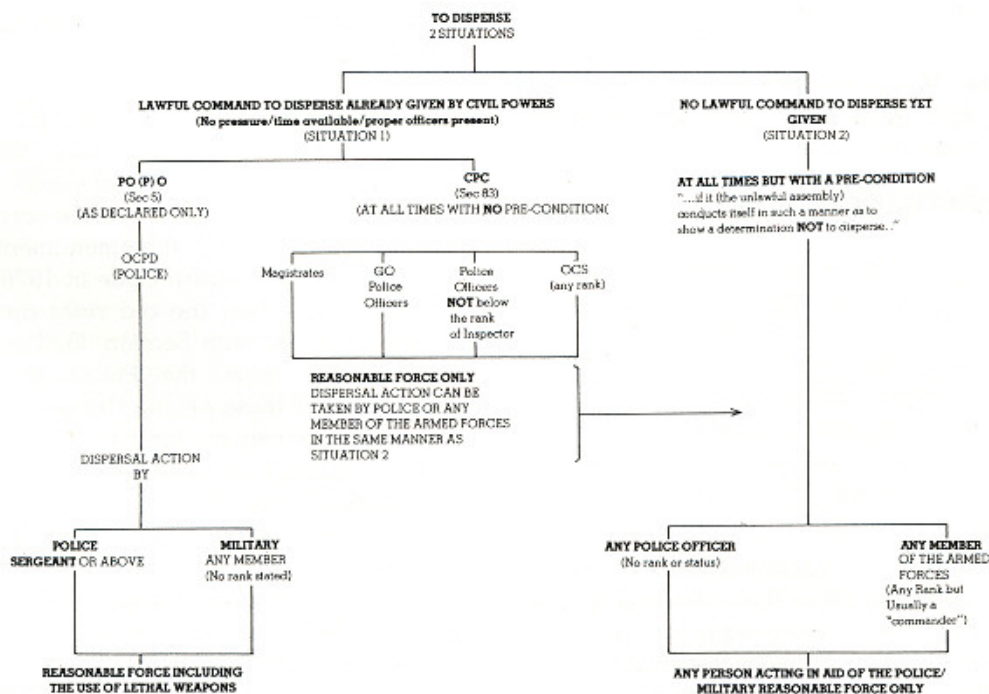 TO DISPERSE
2 SITUATIONS
LAWFUL COMMAND TO DISPERSE ALREADY GIVEN BY CIVIL POWERS
(No pressure/time available/proper officers present)
(SITUATION 1)
NO LAWFUL COMMAND TO DISPERSE YET
GIVEN
(SITUATION 2)
PO (P) O
(Sec 5)
(AS DECLARED ONLY)
CPC
(Sec 83)
(AT ALL TIMES WITH NO PRE-CONDITION(
AT ALL TIMES BUT WITH A PRE-CONDITION
"...if it (the unlawful assembly)
conducts itself in such a manner as to
show a determination NOT to disperse..."
OCPD
(POLICE)
Magistrates
GO
Police
Officers
Police
Officers
NOT below
the rank
of Inspector
OCS
(any rank)
REASONABLE FORCE ONLY
DISPERSAL ACTION CAN BE
TAKEN BY POLICE OR ANY
MEMBER OF THE ARMED FORCES
IN THE SAME MANNER AS
SITUATION 2
DISPERSAL ACTION
BY
POLICE
SERGEANT OR ABOVE
MILITARY
ANY MEMBER
(No rank stated)
ANY POLICE OFFICER
(No rank or status)
ANY MEMBER
OF THE ARMED
FORCES
(Any Rank but
Usually a
"commander")
REASONABLE FORCE INCLUDING
THE USE OF LETHAL WEAPONS
ANY PERSON ACTING IN AID OF THE POLICE/
MILITARY REASONABLE FORCE ONLY